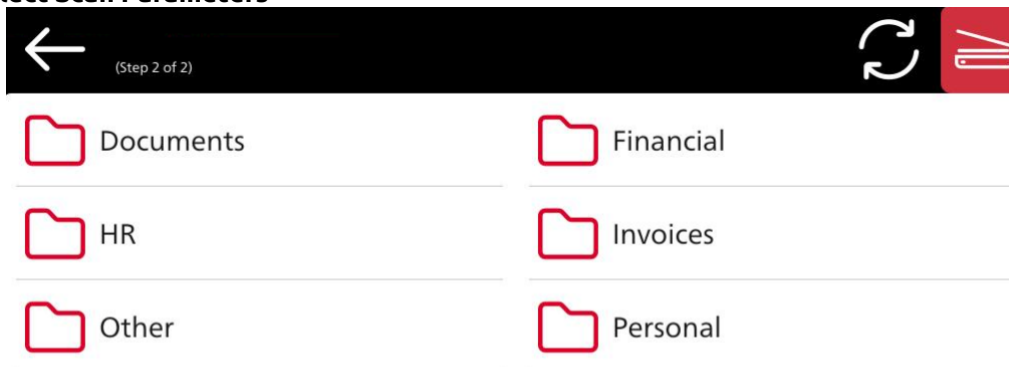 (Step 2 of 2)
Documents
Financial
HR
Invoices
Other
Personal